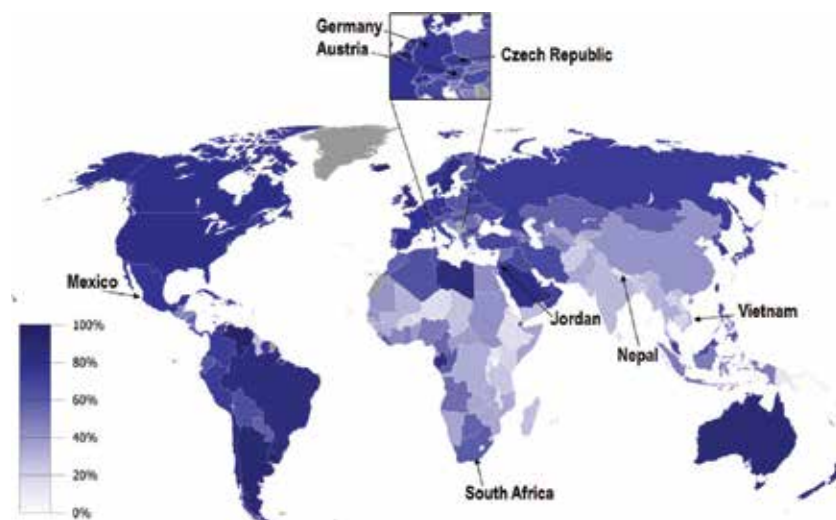 Germany
Austria
Czech Republic
Mexico
Jordan
Vietnam
Nepal
South Africa
100%
80%
60%
40%
20%
0%